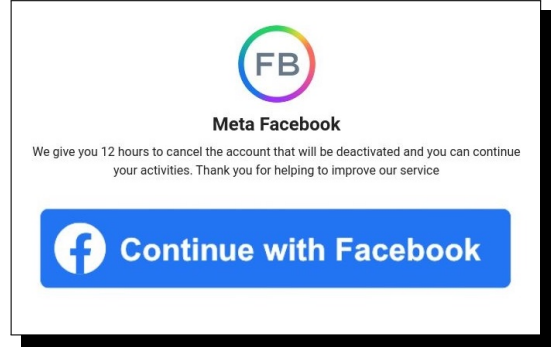 FB
Meta Facebook
We give you 12 hours to cancel the account that will be deactivated and you can continue
your activities. Thank you for helping to improve our service
f Continue with Facebook